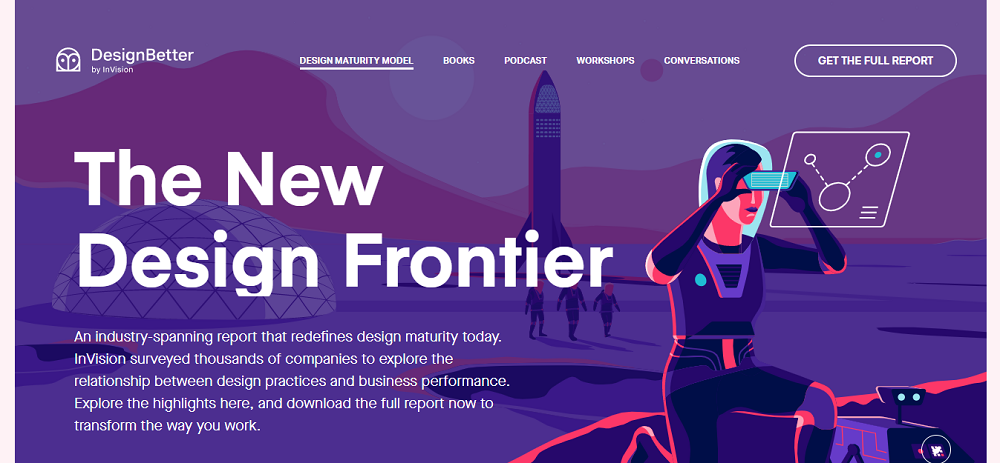 DesignBetter
by InVision
DESIGN MATURITY MODEL
BOOKS
PODCAST
WORKSHOPS
CONVERSATIONS
GET THE FULL REPORT
The New
Design Frontier
An industry-spanning report that redefines design maturity today.
InVision surveyed thousands of companies to explore the
relationship between design practices and business performance.
Explore the highlights here, and download the full report now to
transform the way you work.